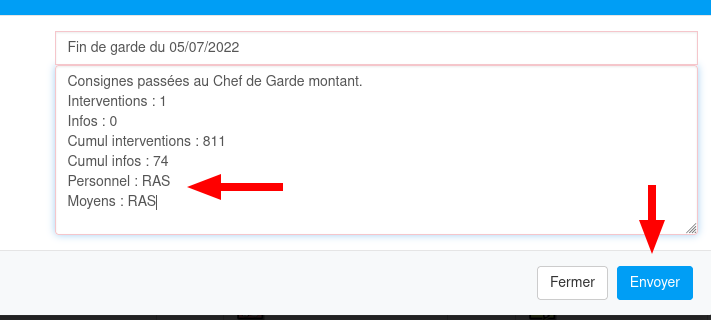 Fin de garde du 05/07/2022
Consignes passées au Chef de Garde montant.
Interventions : 1
Infos : 0
Cumul interventions : 811
Cumul infos : 74
Personnel : RAS
Moyens : RAS
Fermer
Envoyer